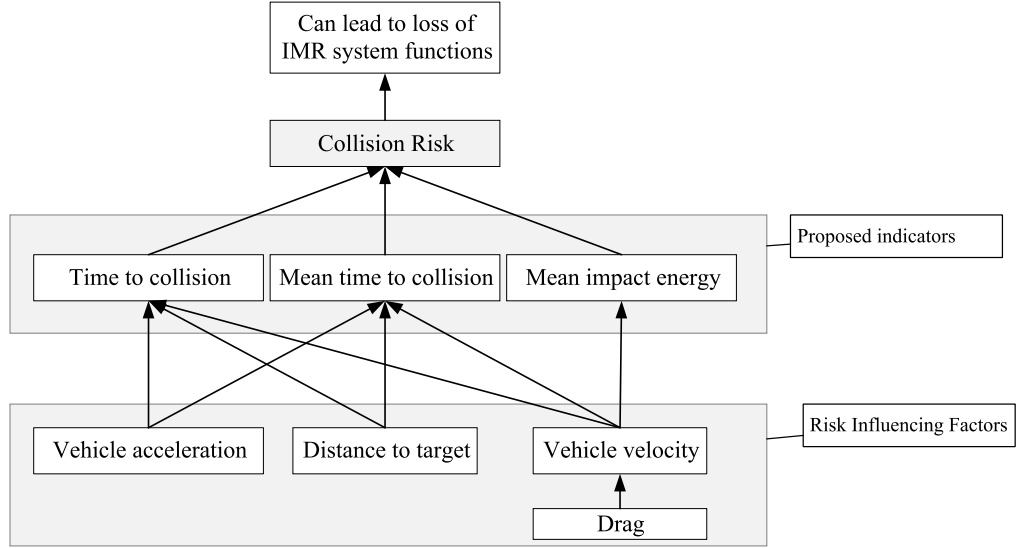 Can lead to loss of
IMR system functions
Collision Risk
Proposed indicators
Time to collision
Mean time to collision
Mean impact energy
Risk Influencing Factors
Vehicle acceleration
Distance to target
Vehicle velocity
Drag